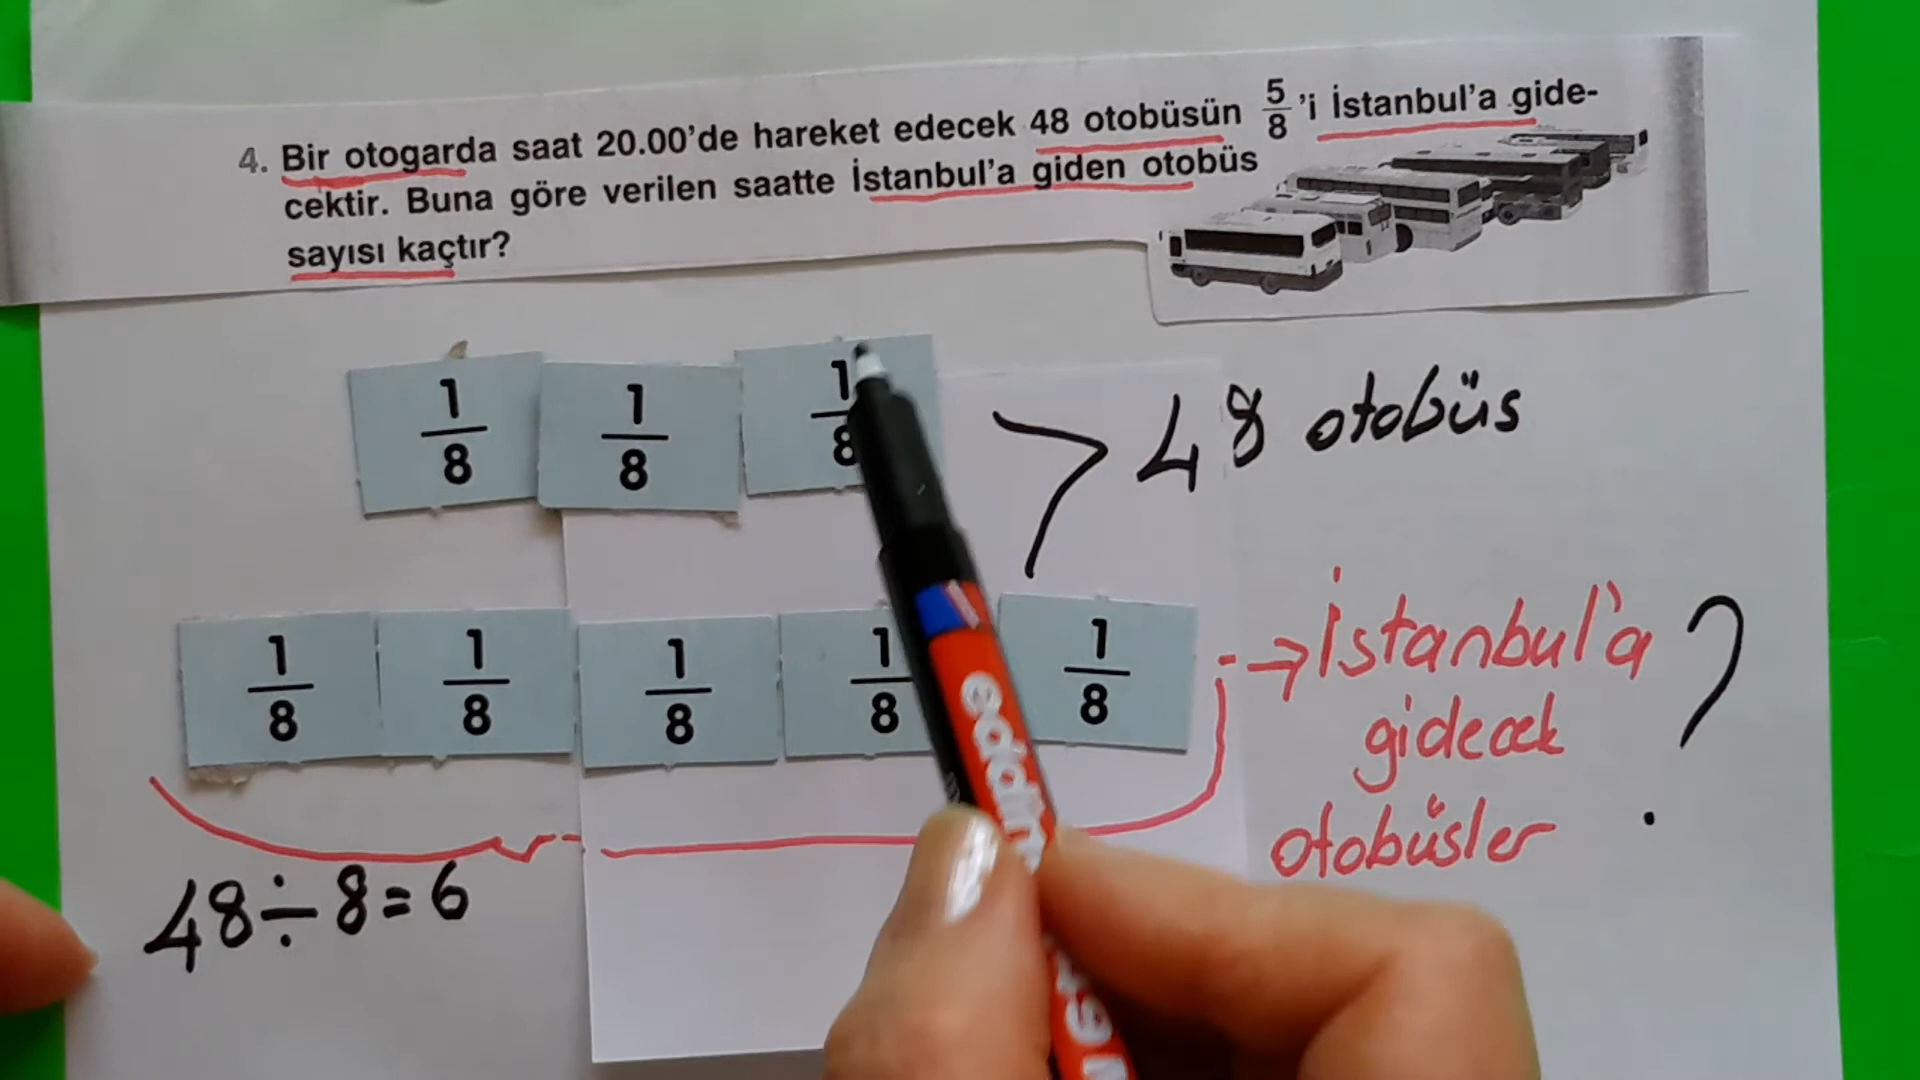 4. Bir otogarda saat 20.00'de hareket edecek 48 otobüsün 5/8 'i İstanbul'a gide-
cektir. Buna göre verilen saatte İstanbul'a giden otobüs
sayısı kaçtır?
1/8 1/8 1/8
48 otobüs
1/8 1/8 1/8 1/8 1/8
İstanbul'a
gidecek
otobüsler
?
48÷8=6
edding